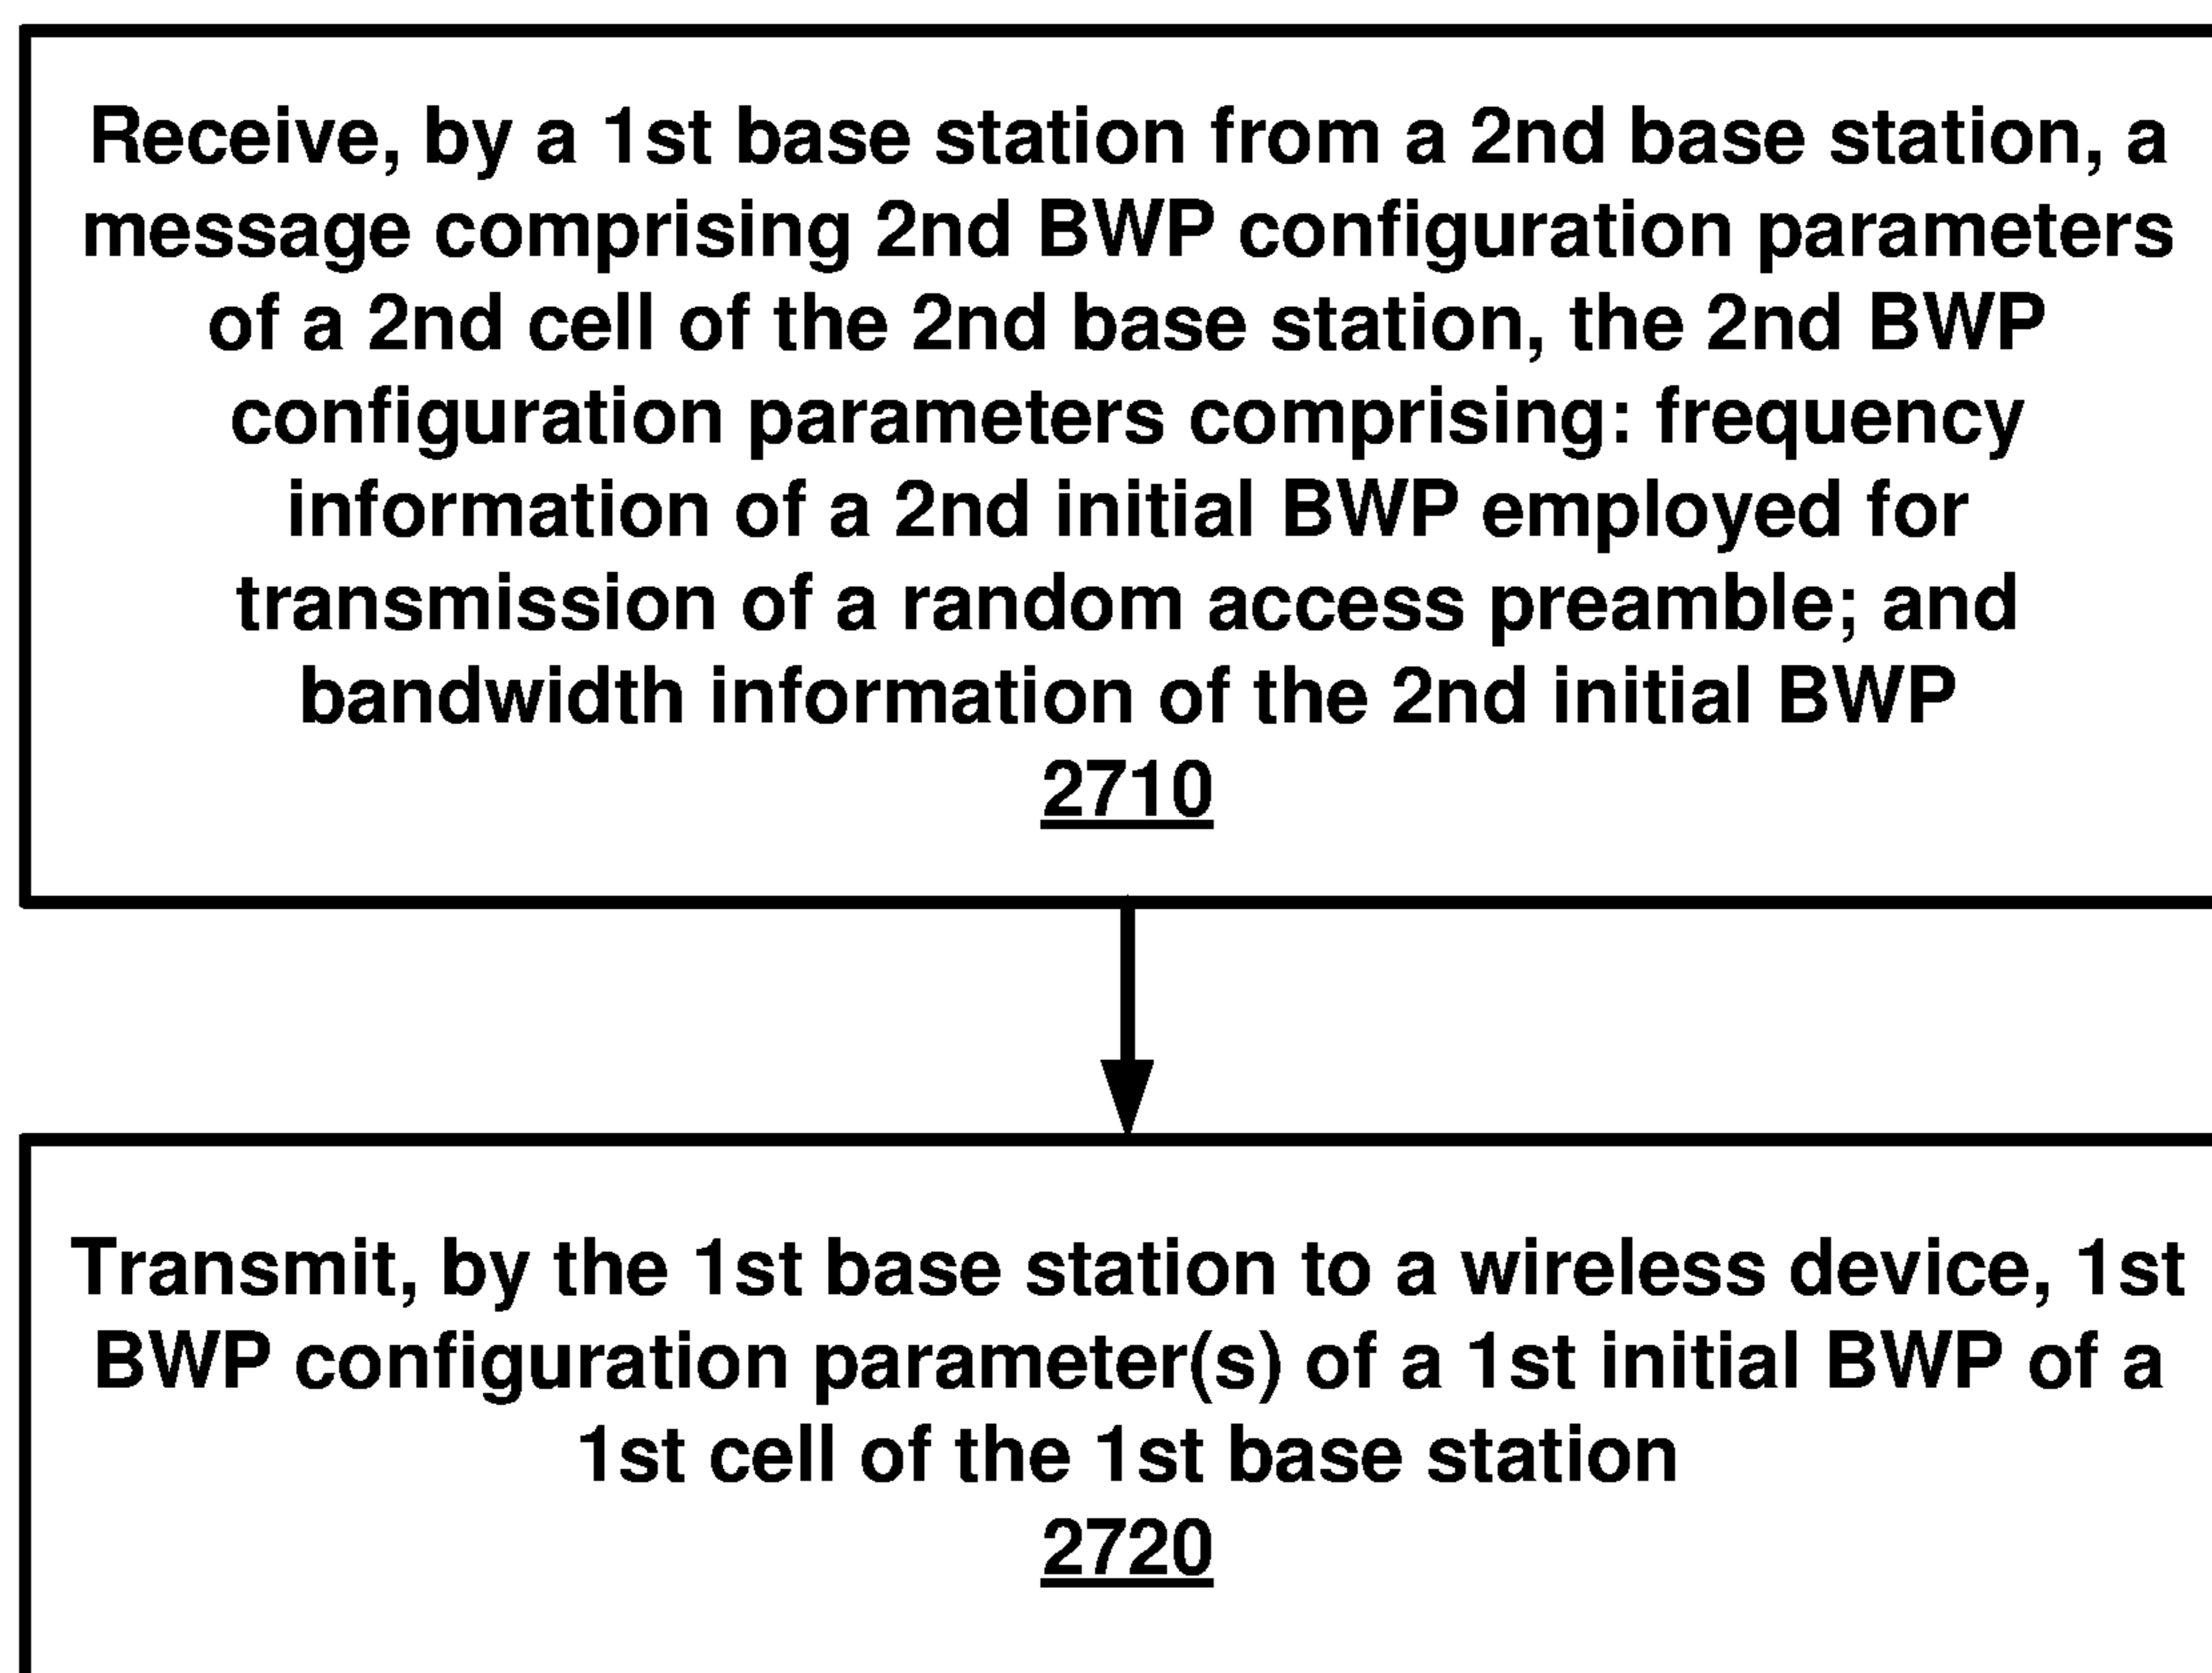 Receive, by a 1st base station from a 2nd base station, a
message comprising 2nd BWP configuration parameters
of a 2nd cell of the 2nd base station, the 2nd BWP
configuration parameters comprising: frequency
information of a 2nd initial BWP employed for
transmission of a random access preamble; and
bandwidth information of the 2nd initial BWP
2710
Transmit, by the 1st base station to a wireless device, 1st
BWP configuration parameter(s) of a 1st initial BWP of a
1st cell of the 1st base station
2720